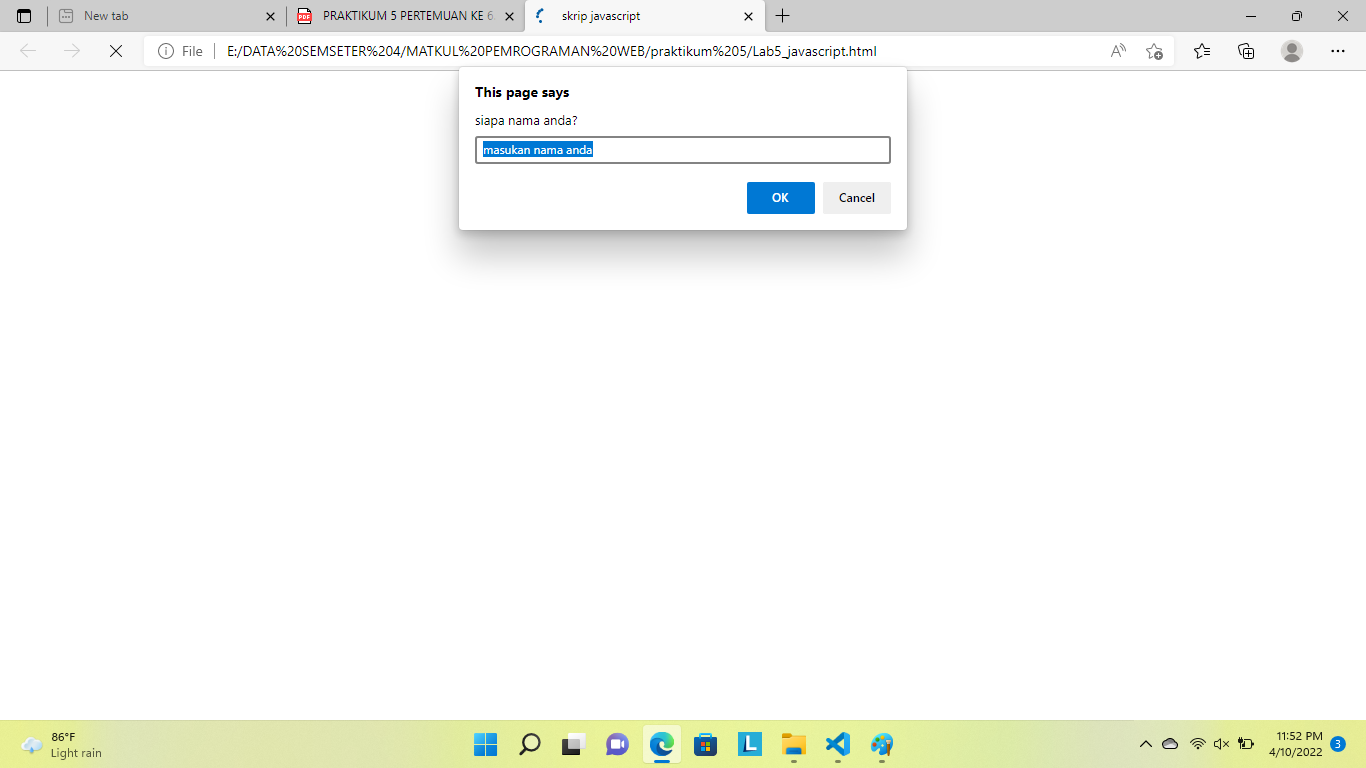 New tab
PRAKTIKUM 5 PERTEMUAN KE 6
skrip javascript
File
E:/DATA%20SEMSETER%204/MATKUL%20PEMROGRAMAN%20WEB/praktikum%205/Lab5_javascript.html
This page says
siapa nama anda?
masukan nama anda
OK
Cancel
86°F
Light rain
11:52 PM
4/10/2022
3